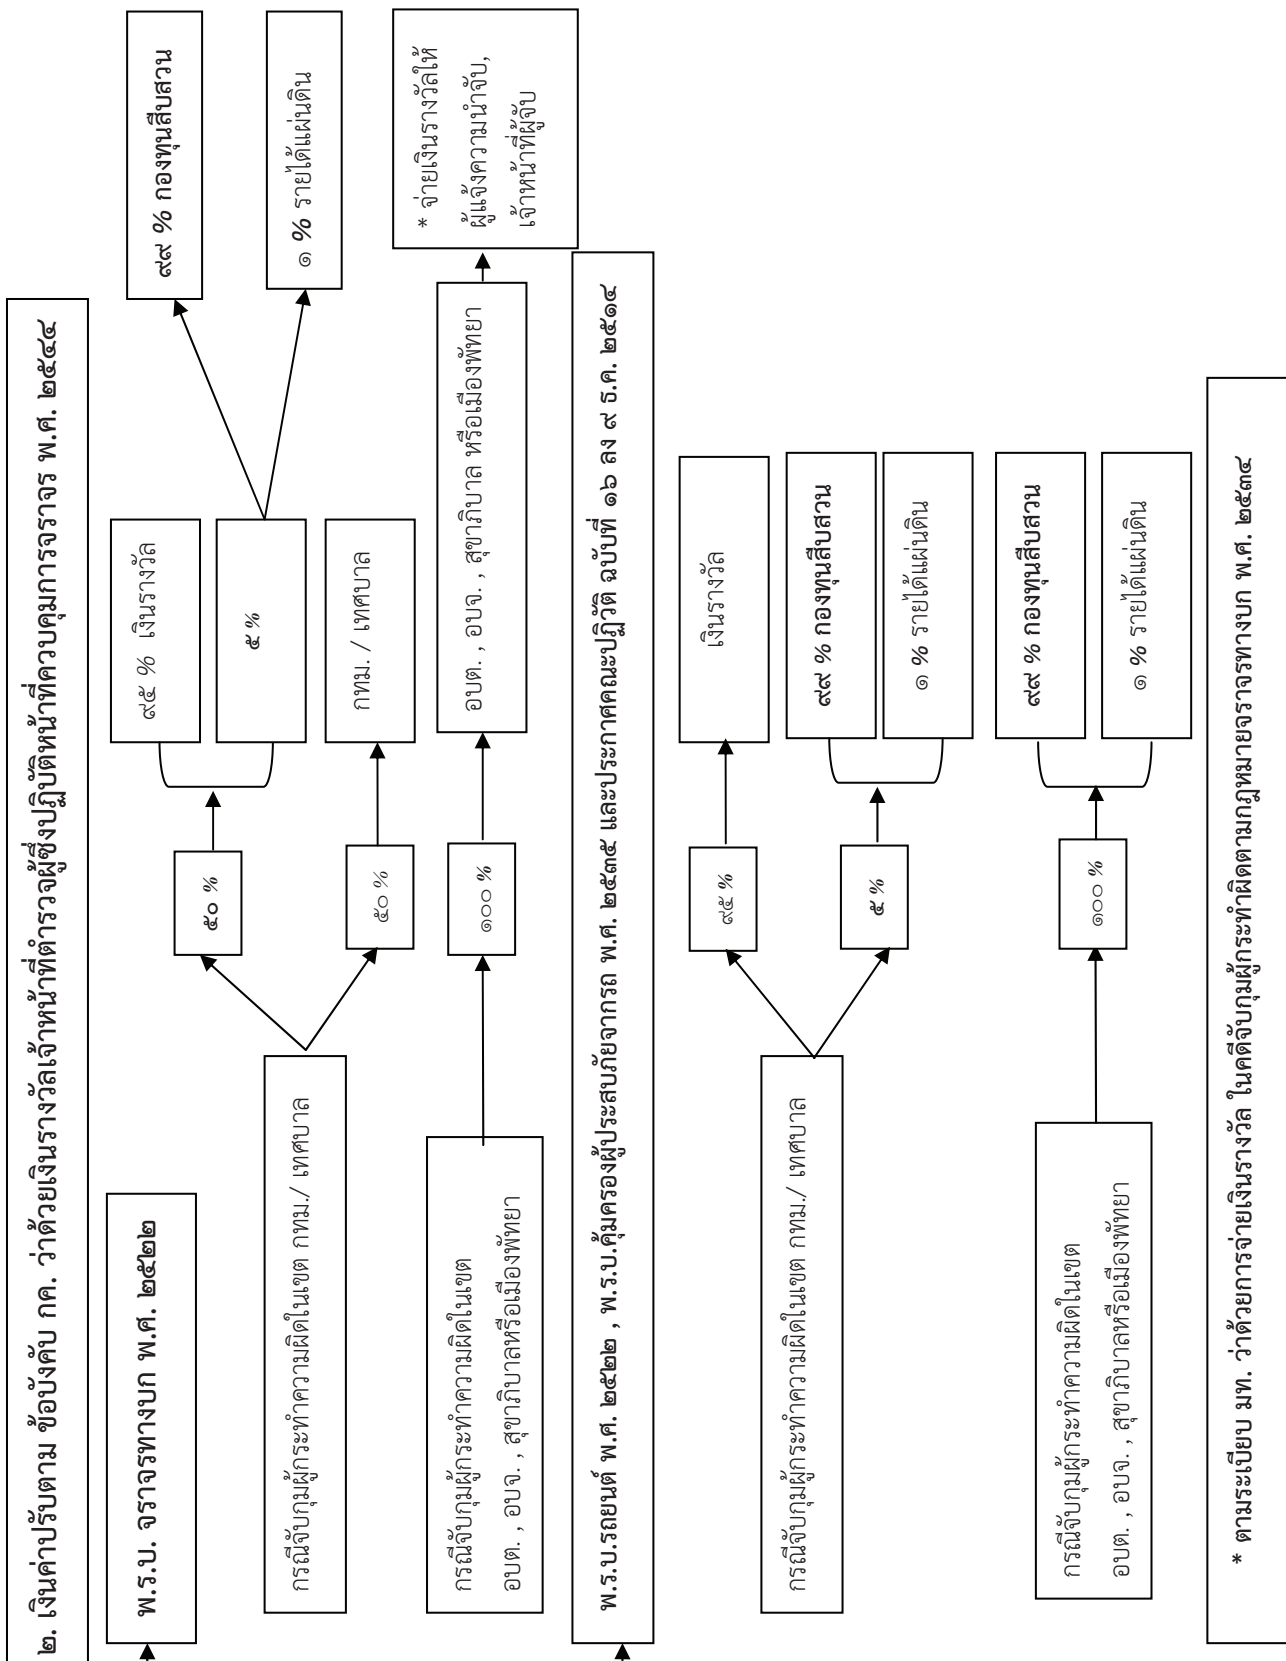 ๒. เงินค่าปรับตาม ข้อบังคับ กค. ว่าด้วยเงินรางวัลเจ้าหน้าที่ตำรวจผู้ซึ่งปฏิบัติหน้าที่ควบคุมการจราจร พ.ศ. ๒๕๔๔
พ.ร.บ. จราจรทางบก พ.ศ. ๒๕๒๒
กรณีจับกุมผู้กระทำความผิดในเขต กทม./ เทศบาล
๕๐ %
๙๕ % เงินรางวัล
๕ %
๙๙ % กองทุนสืบสวน
๑ % รายได้แผ่นดิน
๕๐ %
กทม. / เทศบาล
กรณีจับกุมผู้กระทำความผิดในเขต
อบต. , อบจ. , สุขาภิบาลหรือเมืองพัทยา
๑๐๐ %
อบต. , อบจ. , สุขาภิบาล หรือเมืองพัทยา
* จ่ายเงินรางวัลให้
ผู้แจ้งความนำจับ,
เจ้าหน้าที่ผู้จับ
พ.ร.บ.รถยนต์ พ.ศ. ๒๕๒๒ , พ.ร.บ.คุ้มครองผู้ประสบภัยจากรถ พ.ศ. ๒๕๓๕ และประกาศคณะปฏิวัติ ฉบับที่ ๑๖ ลง ๙ ธ.ค. ๒๕๑๔
กรณีจับกุมผู้กระทำความผิดในเขต กทม./ เทศบาล
๙๕ %
เงินรางวัล
๕ %
๙๙ % กองทุนสืบสวน
๑ % รายได้แผ่นดิน
กรณีจับกุมผู้กระทำความผิดในเขต
อบต. , อบจ. , สุขาภิบาลหรือเมืองพัทยา
๑๐๐ %
๙๙ % กองทุนสืบสวน
๑ % รายได้แผ่นดิน
* ตามระเบียบ มท. ว่าด้วยการจ่ายเงินรางวัล ในคดีจับกุมผู้กระทำผิดตามกฎหมายจราจรทางบก พ.ศ. ๒๕๓๔